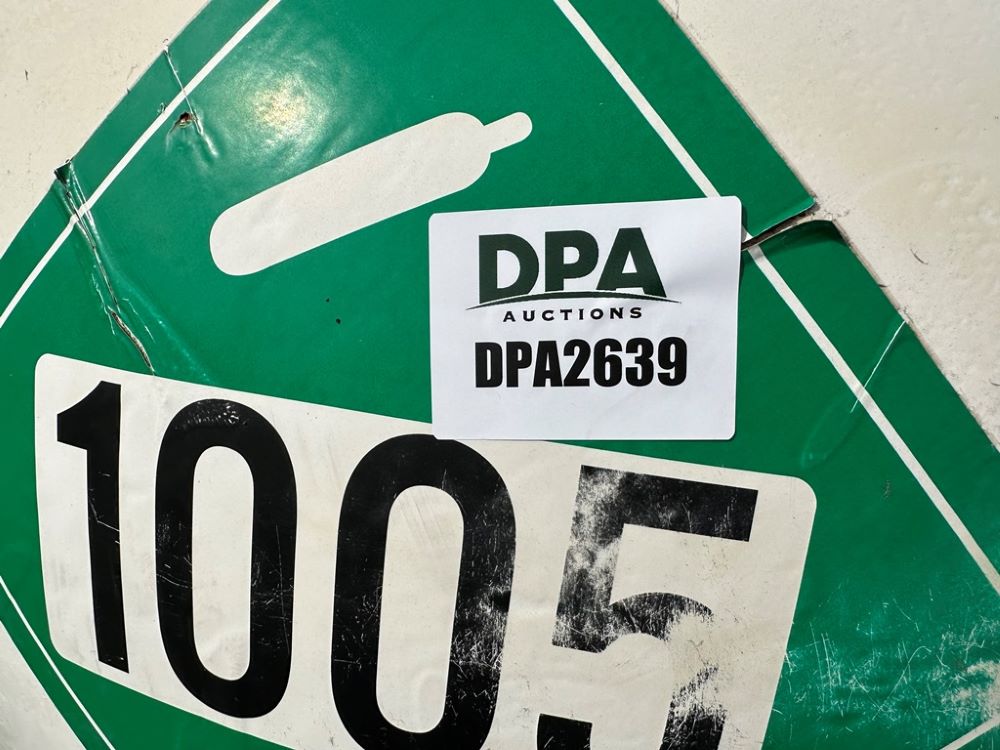 DPA
AUCTIONS
DPA2639
1005